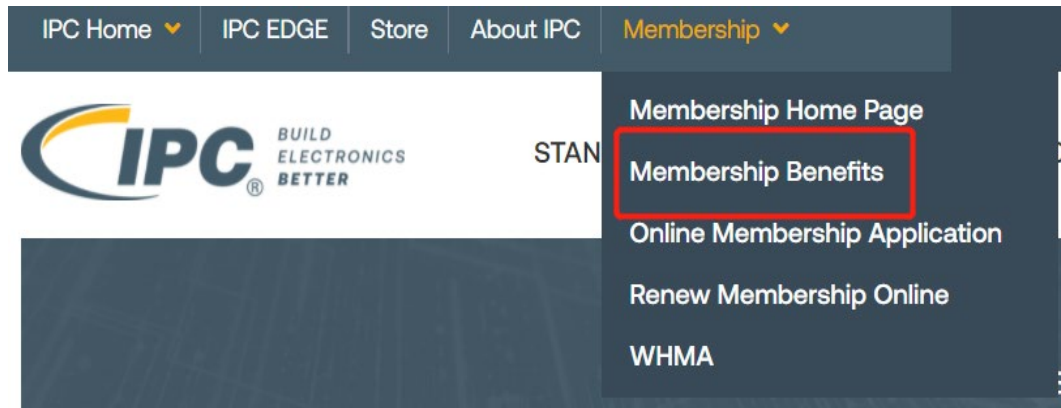 IPC Home IPC EDGE Store About IPC Membership
Membership Home Page
Membership Benefits
Online Membership Application
Renew Membership Online
WHMA
IPC®
BUILD
ELECTRONICS
BETTER
STAN